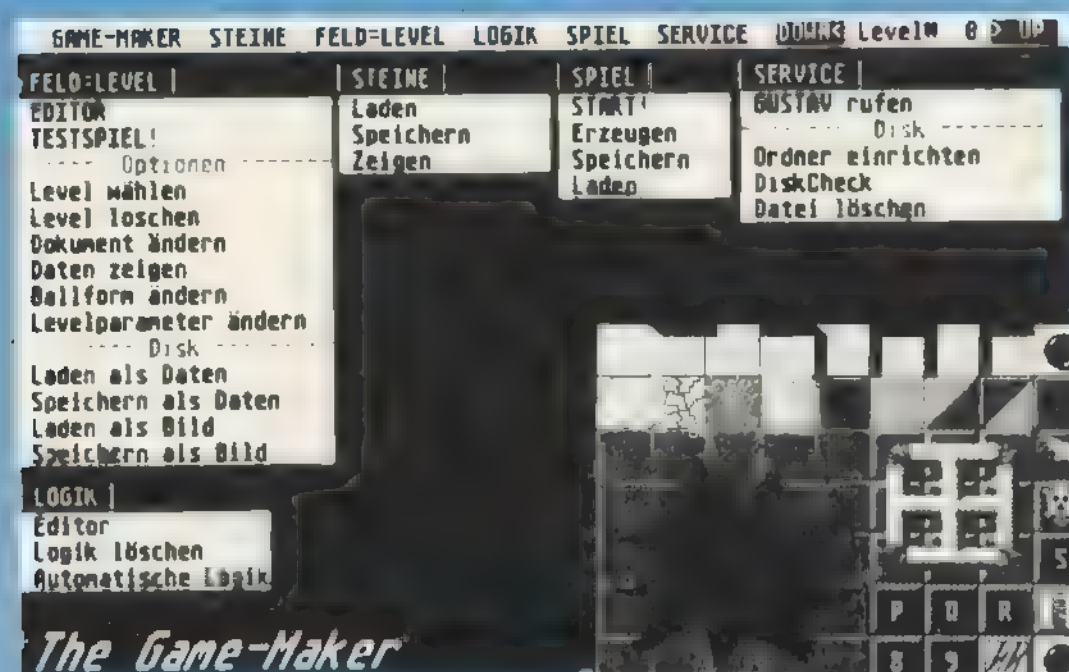 GAME-MAKER STEINE FELD=LEVEL LOGIK SPIEL SERVICE Level# 0 > UP
FELD=LEVEL
EDITOR
TESTSPIEL!
---- Optionen ----
Level wählen
Level loschen
Dokument ändern
Daten zeigen
Ballform ändern
Levelparameter ändern
---- Disk ----
Laden als Daten
Speichern als Daten
Laden als Bild
Speichern als Bild
STEINE
Laden
Speichern
Zeigen
SPIEL
START!
Erzeugen
Speichern
Laden
SERVICE
GUSTAV rufen
---- Disk ----
Ordner einrichten
DiskCheck
Datei löschen
LOGIK
Editor
Logik löschen
Automatische Logik
The Game-Maker
S
P Q R
8 9